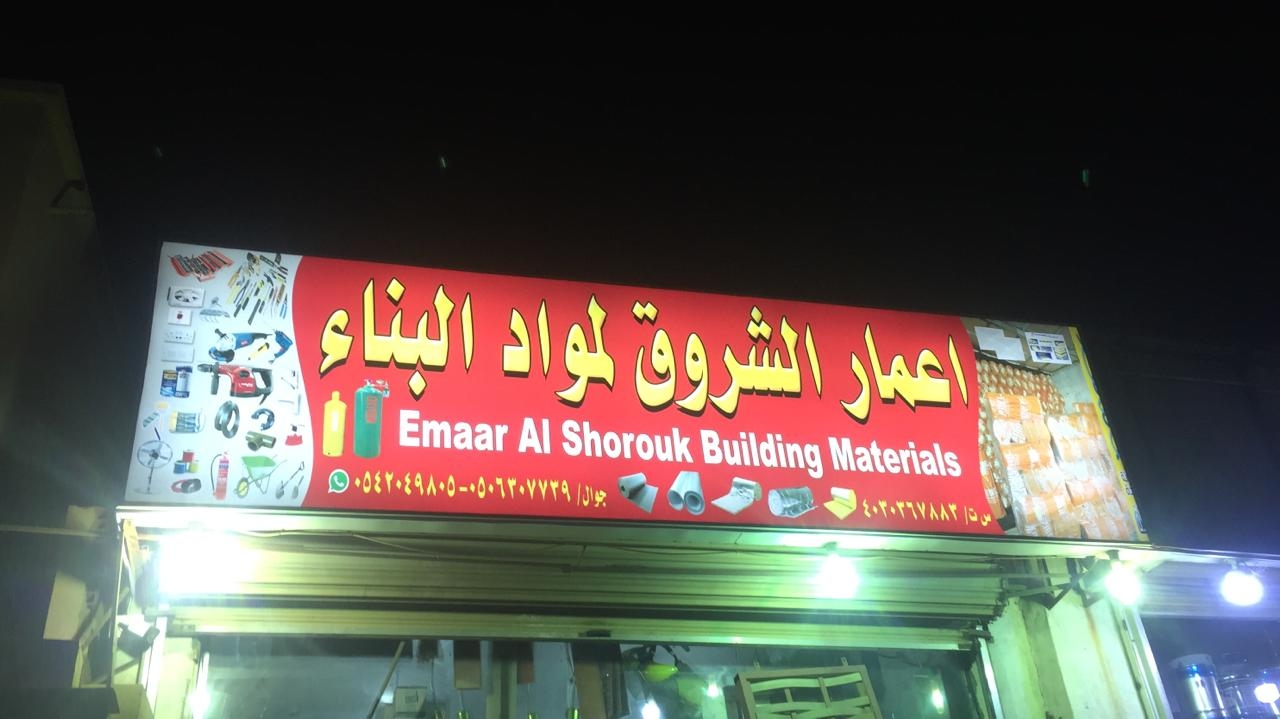 اعمار الشروق لمواد البناء
Emaar Al Shorouk Building Materials
س ت/ ٤٠٣٠٣٦٧٨٨٣
جوال/ ٠٥٠٦٣٠٧٧٣٩-٠٥٤٢٠٤٩٨٠٥